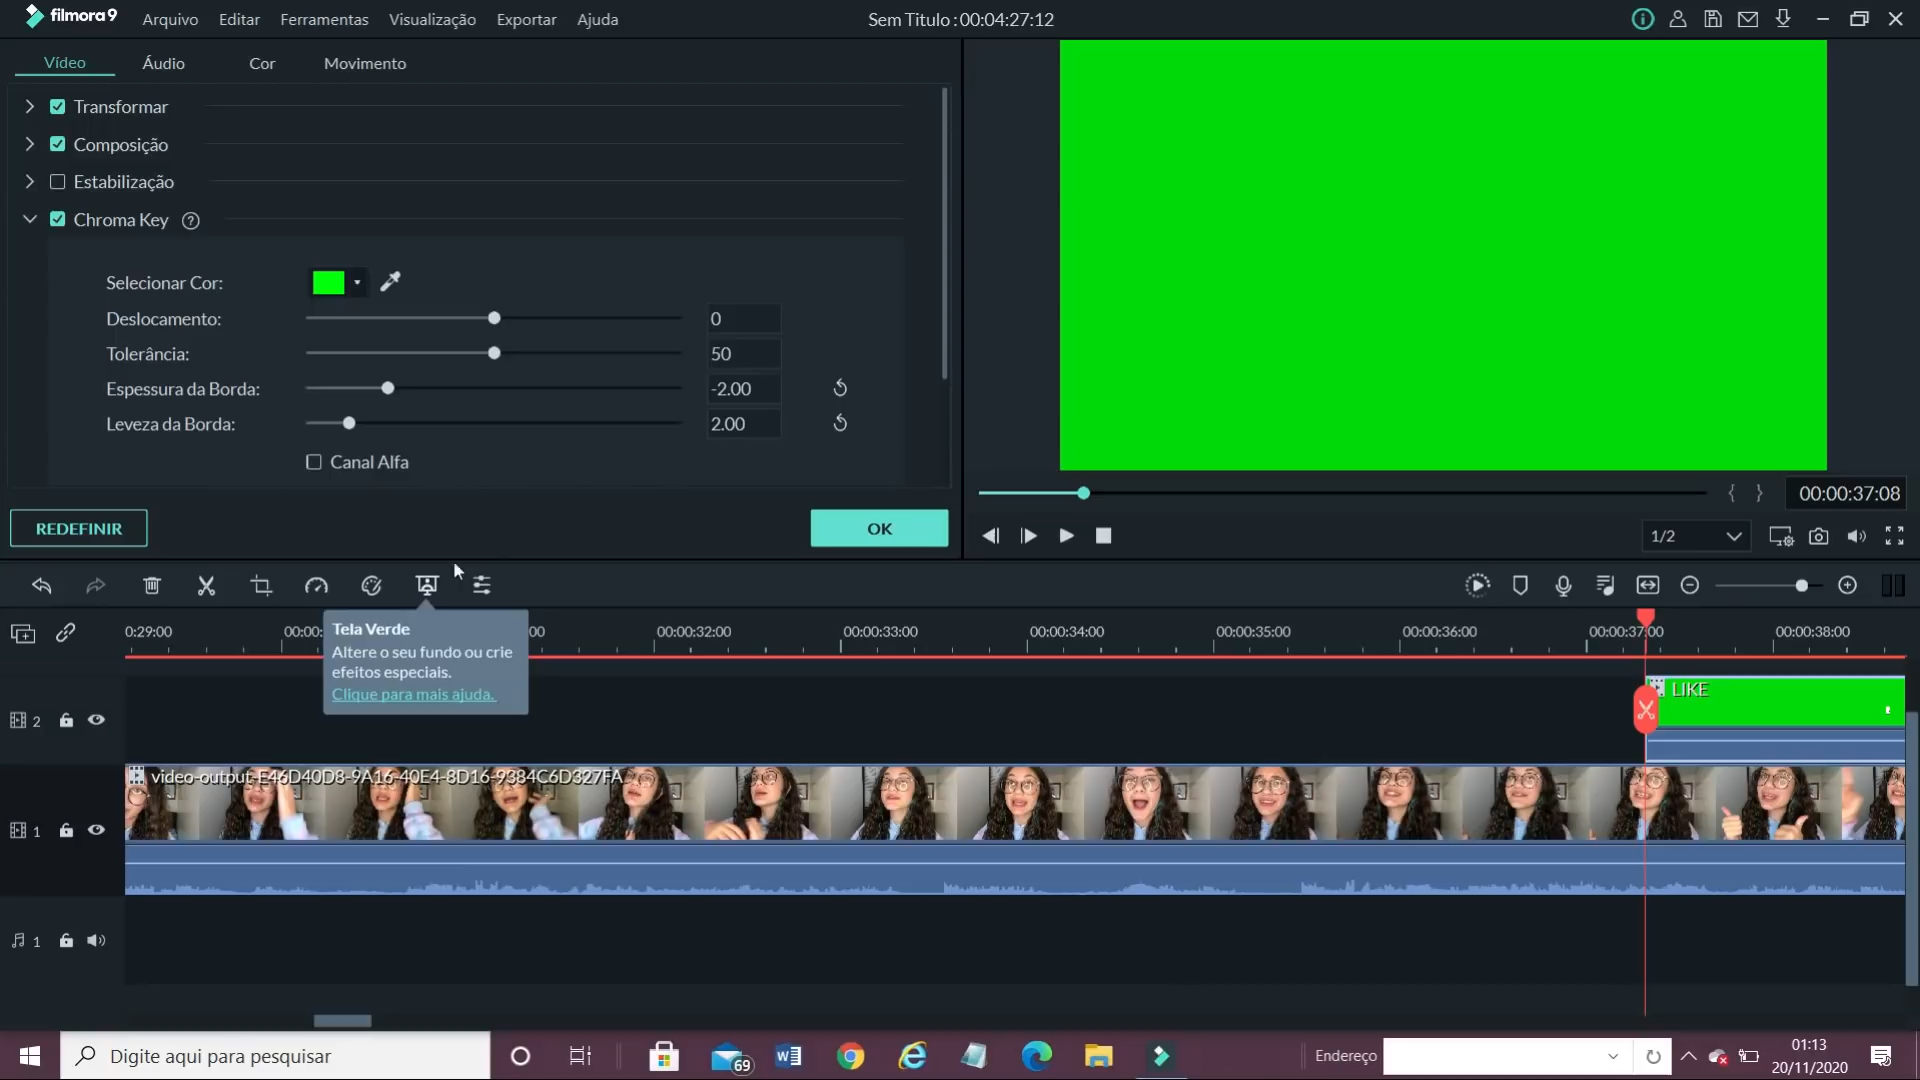 filmora9
Arquivo Editar Ferramentas Visualização Exportar Ajuda
Sem Titulo : 00:04:27:12
Vídeo Áudio Cor Movimento
Transformar
Composição
Estabilização
Chroma Key
Selecionar Cor:
Deslocamento: 0
Tolerância: 50
Espessura da Borda: -2.00
Leveza da Borda: 2.00
Canal Alfa
REDEFINIR OK
00:00:37:08
1/2
0:29:00 00:00: 00 00:00:32:00 00:00:33:00 00:00:34:00 00:00:35:00 00:00:36:00 00:00:37:00 00:00:38:00
Tela Verde
Altere o seu fundo ou crie
efeitos especiais.
Clique para mais ajuda.
2
LIKE
video-output-E46D40D8-9A16-40E4-8D16-9384C6D327FA
1
1
Digite aqui para pesquisar
69
Endereço
01:13
20/11/2020